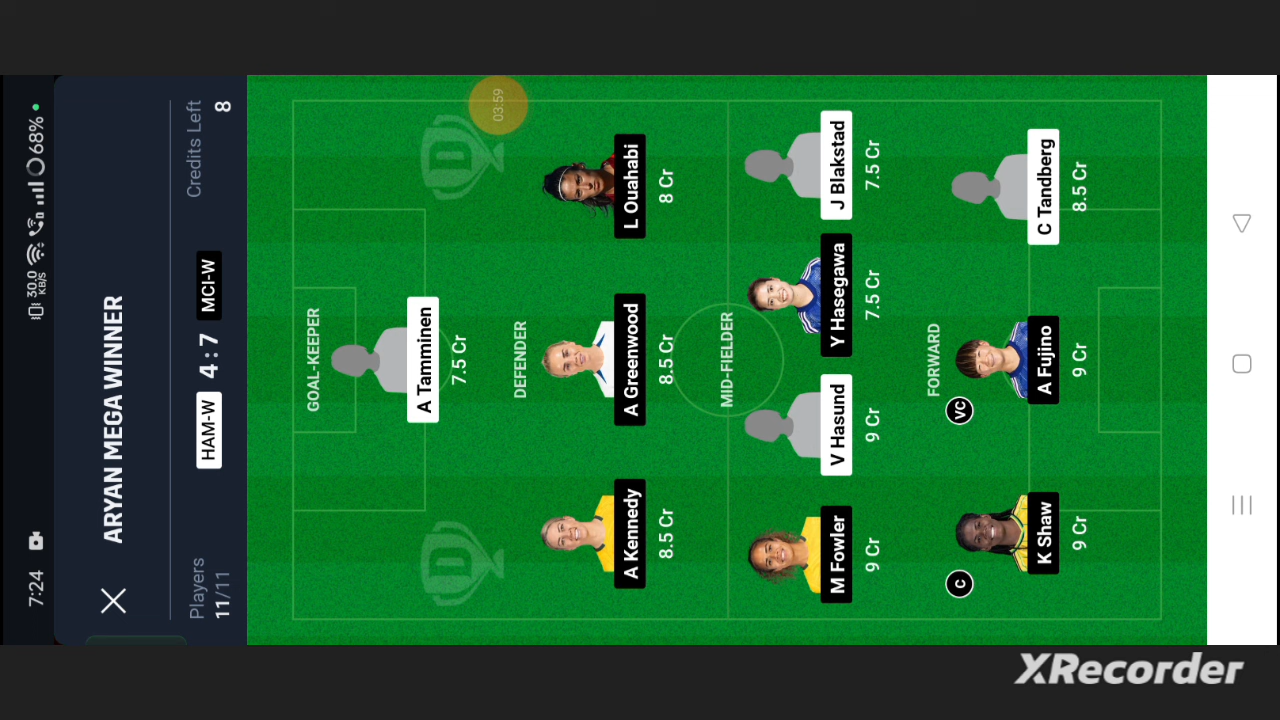 7:24
30.0
KB/S
68%
ARYAN MEGA WINNER
Players
11/11
HAM-W 4 : 7 MCI-W
Credits Left
8
03:59
GOAL-KEEPER
A Tamminen
7.5 Cr
DEFENDER
A Kennedy
8.5 Cr
A Greenwood
8.5 Cr
L Ouahabi
8 Cr
MID-FIELDER
M Fowler
9 Cr
V Hasund
9 Cr
Y Hasegawa
7.5 Cr
J Blakstad
7.5 Cr
FORWARD
C
K Shaw
9 Cr
VC
A Fujino
9 Cr
C Tandberg
8.5 Cr
XRecorder